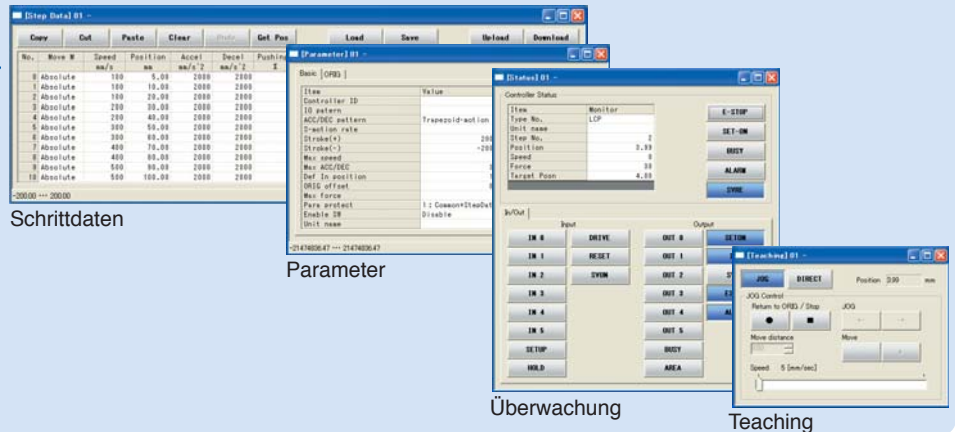 [Step Data] 01 -
Copy Cut Paste Clear Undo Get Pos Load Save Upload Download
No. Move M Speed Position Accel Decel Pushing
mm/s mm mm/s^2 mm/s^2 %
0 Absolute 100 5.00 2000 2000
1 Absolute 100 10.00 2000 2000
2 Absolute 100 20.00 2000 2000
3 Absolute 200 30.00 2000 2000
4 Absolute 200 40.00 2000 2000
5 Absolute 300 50.00 2000 2000
6 Absolute 300 60.00 2000 2000
7 Absolute 400 70.00 2000 2000
8 Absolute 400 80.00 2000 2000
9 Absolute 500 90.00 2000 2000
10 Absolute 500 100.00 2000 2000
-200.00 --- 200.00
Schrittdaten
[Parameter] 01 -
Basic ORIG
Item Value
Controller ID
IO patern
ACC/DEC pattern Trapezoid-motion
S-motion rate
Stroke(+) 200
Stroke(-) -200
Max speed
Max ACC/DEC
Def In position
ORIG offset
Max force
Para protect 1: Common+StepDat
Enable SW Disable
Unit name
-21474836.47 --- 21474836.47
Parameter
[Status] 01 -
Controller Status
Item Monitor
Type No. LCP
Unit name
Step No. 2
Position 3.99
Speed 0
Force 30
Target Posn 4.00
E-STOP
SET-ON
BUSY
ALARM
SVRE
In/Out
Input Output
IN 0 DRIVE OUT 0 SETON
IN 1 RESET OUT 1
IN 2 SVON OUT 2
IN 3 OUT 3
IN 4 OUT 4
IN 5 OUT 5
SETUP BUSY
HOLD AREA
Überwachung
[Teaching] 01 -
JOG DIRECT Position 3.99 mm
JOG Control
Return to ORIG / Stop JOG
Move distance Move
Speed 5 [mm/sec]
Teaching